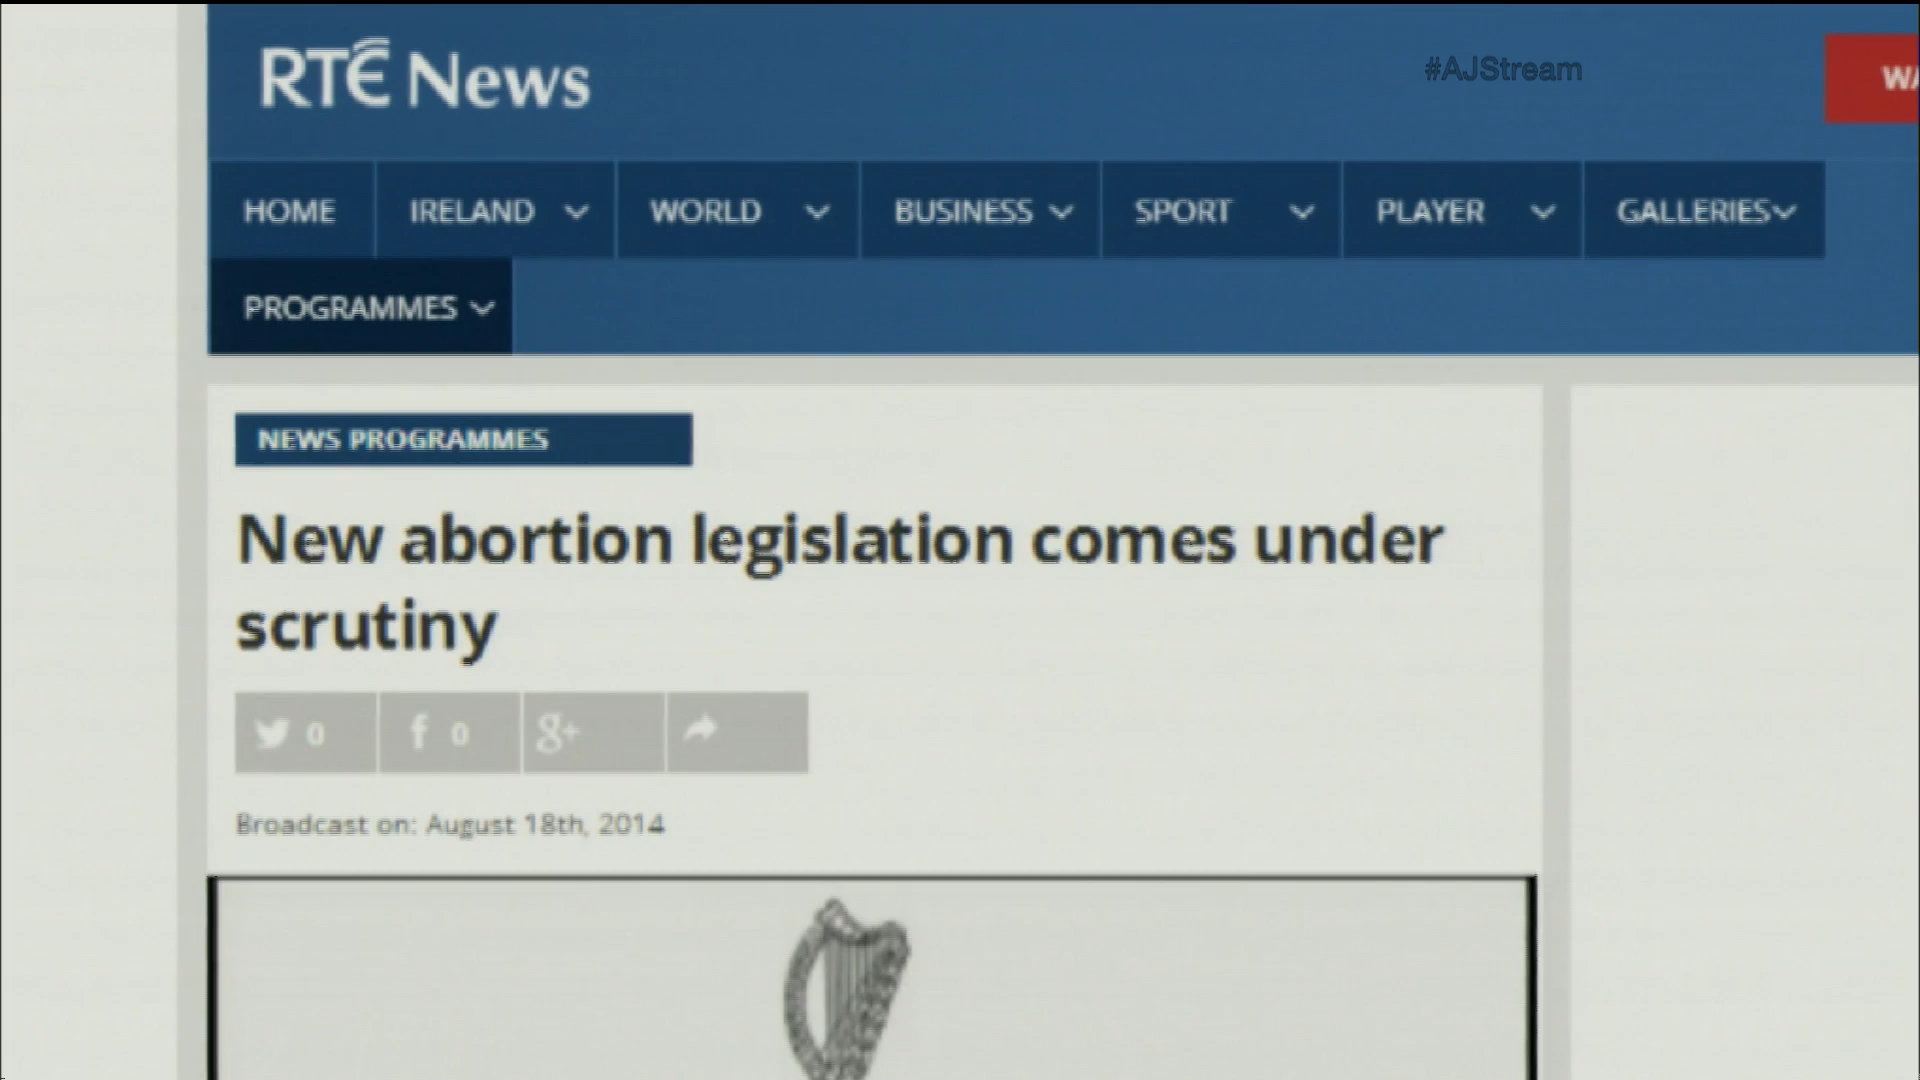 RTÉ News
#AJStream
WA
HOME
IRELAND
WORLD
BUSINESS
SPORT
PLAYER
GALLERIES
PROGRAMMES
NEWS PROGRAMMES
New abortion legislation comes under
scrutiny
0
f 0
g+
Broadcast on: August 18th, 2014